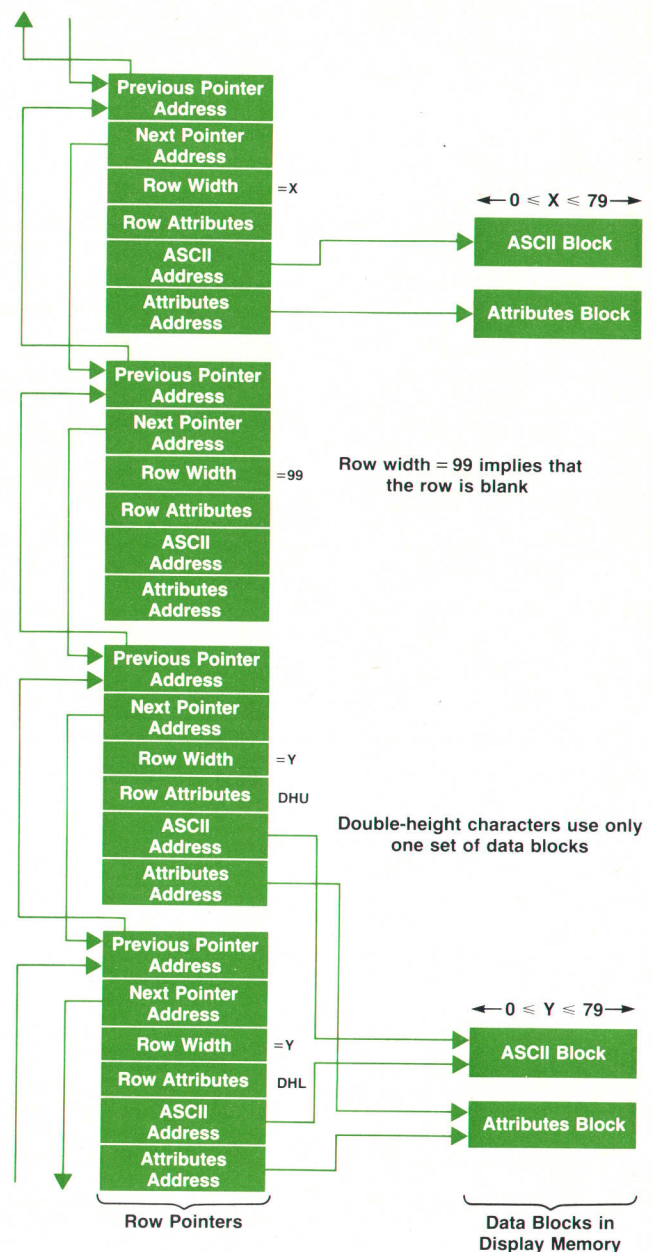 Previous Pointer
Address
Next Pointer
Address
Row Width
=X
Row Attributes
ASCII
Address
Attributes
Address
← 0 ≤ X ≤ 79 →
ASCII Block
Attributes Block
Previous Pointer
Address
Next Pointer
Address
Row Width
=99
Row Attributes
ASCII
Address
Attributes
Address
Row width = 99 implies that
the row is blank
Previous Pointer
Address
Next Pointer
Address
Row Width
=Y
Row Attributes
DHU
ASCII
Address
Attributes
Address
Double-height characters use only
one set of data blocks
Previous Pointer
Address
Next Pointer
Address
Row Width
=Y
Row Attributes
DHL
ASCII
Address
Attributes
Address
← 0 ≤ Y ≤ 79 →
ASCII Block
Attributes Block
Row Pointers
Data Blocks in
Display Memory